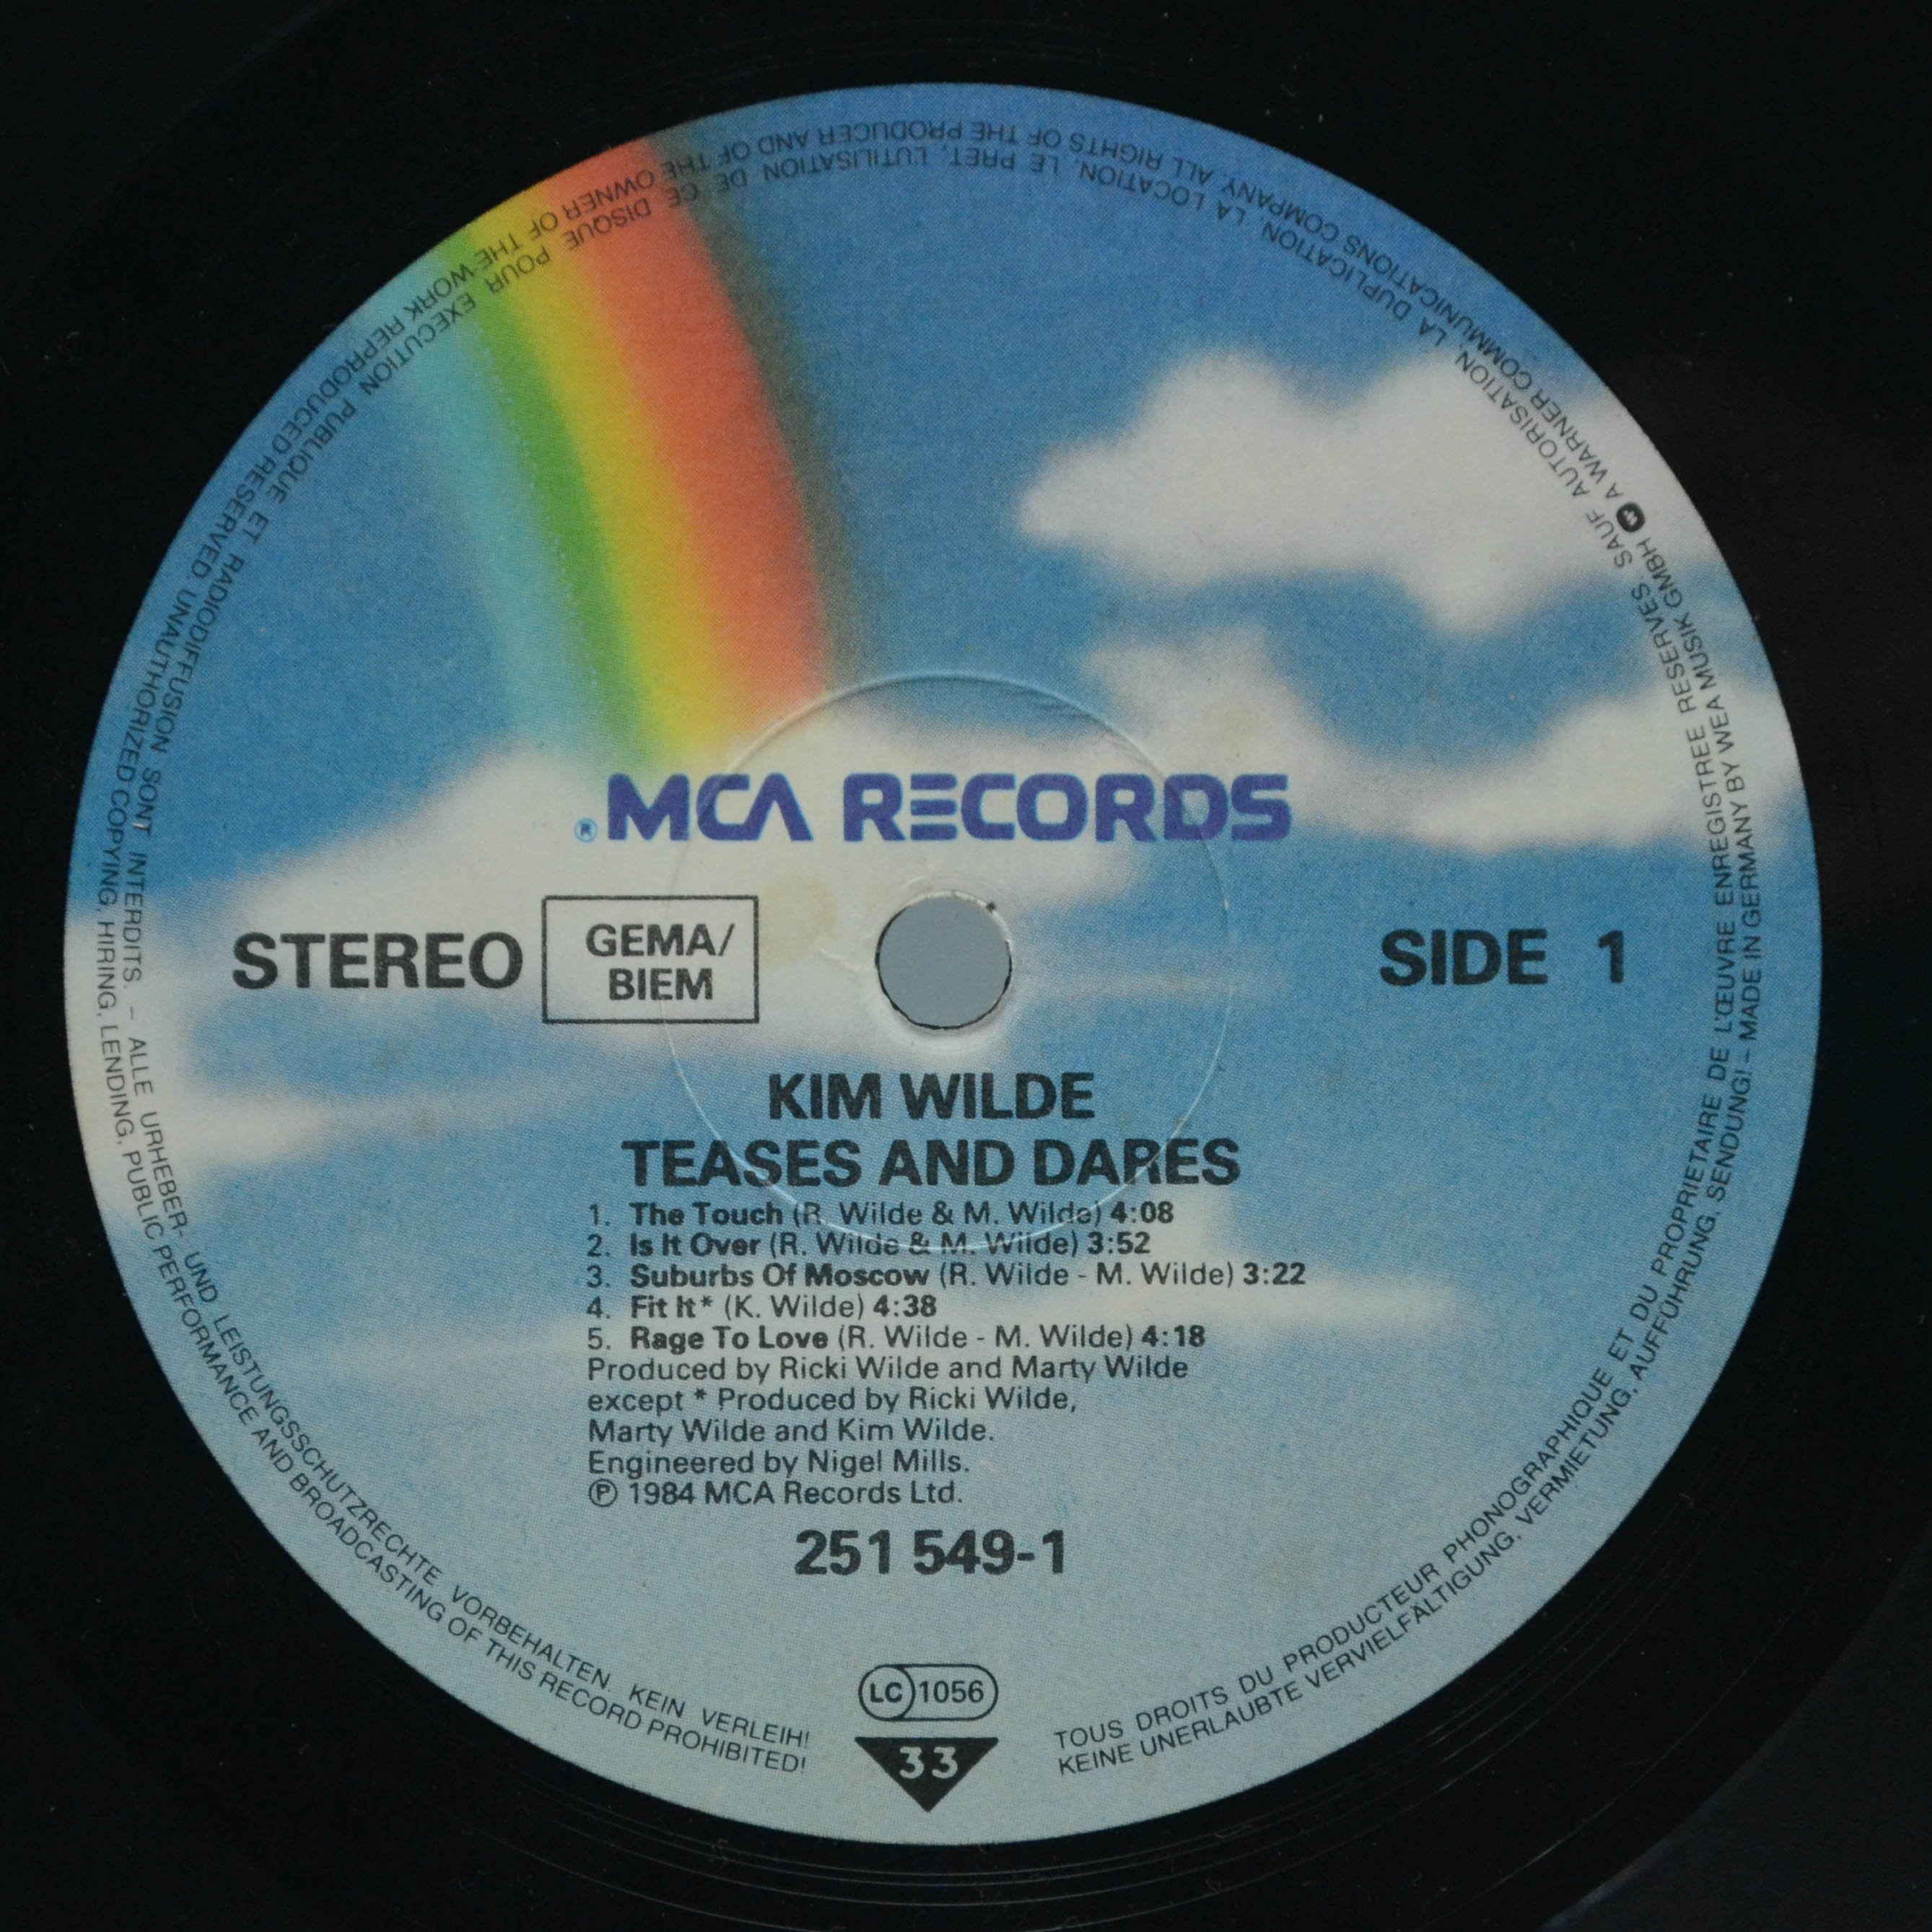 ® MCA RECORDS
STEREO
GEMA/
BIEM
SIDE 1
KIM WILDE
TEASES AND DARES
1. The Touch (R. Wilde & M. Wilde) 4:08
2. Is It Over (R. Wilde & M. Wilde) 3:52
3. Suburbs Of Moscow (R. Wilde - M. Wilde) 3:22
4. Fit It* (K. Wilde) 4:38
5. Rage To Love (R. Wilde - M. Wilde) 4:18
Produced by Ricki Wilde and Marty Wilde
except * Produced by Ricki Wilde,
Marty Wilde and Kim Wilde.
Engineered by Nigel Mills.
℗ 1984 MCA Records Ltd.
251 549-1
LC 1056
33
TOUS DROITS DU PRODUCTEUR PHONOGRAPHIQUE ET DU PROPRIETAIRE DE L'ŒUVRE ENREGISTREE RESERVES. SAUF AUTORISATION, LA DUPLICATION, LA LOCATION, LE PRET, L'UTILISATION DE CE DISQUE POUR EXECUTION PUBLIQUE ET RADIODIFFUSION SONT INTERDITS. – ALLE URHEBER- UND LEISTUNGSSCHUTZRECHTE VORBEHALTEN. KEIN VERLEIH!
KEINE UNERLAUBTE VERVIELFÄLTIGUNG, VERMIETUNG, AUFFÜHRUNG, SENDUNG! – MADE IN GERMANY BY WEA MUSIK GMBH W A WARNER COMMUNICATIONS COMPANY. ALL RIGHTS OF THE PRODUCER AND OF THE OWNER OF THE WORK REPRODUCED RESERVED. UNAUTHORIZED COPYING, HIRING, LENDING, PUBLIC PERFORMANCE AND BROADCASTING OF THIS RECORD PROHIBITED!